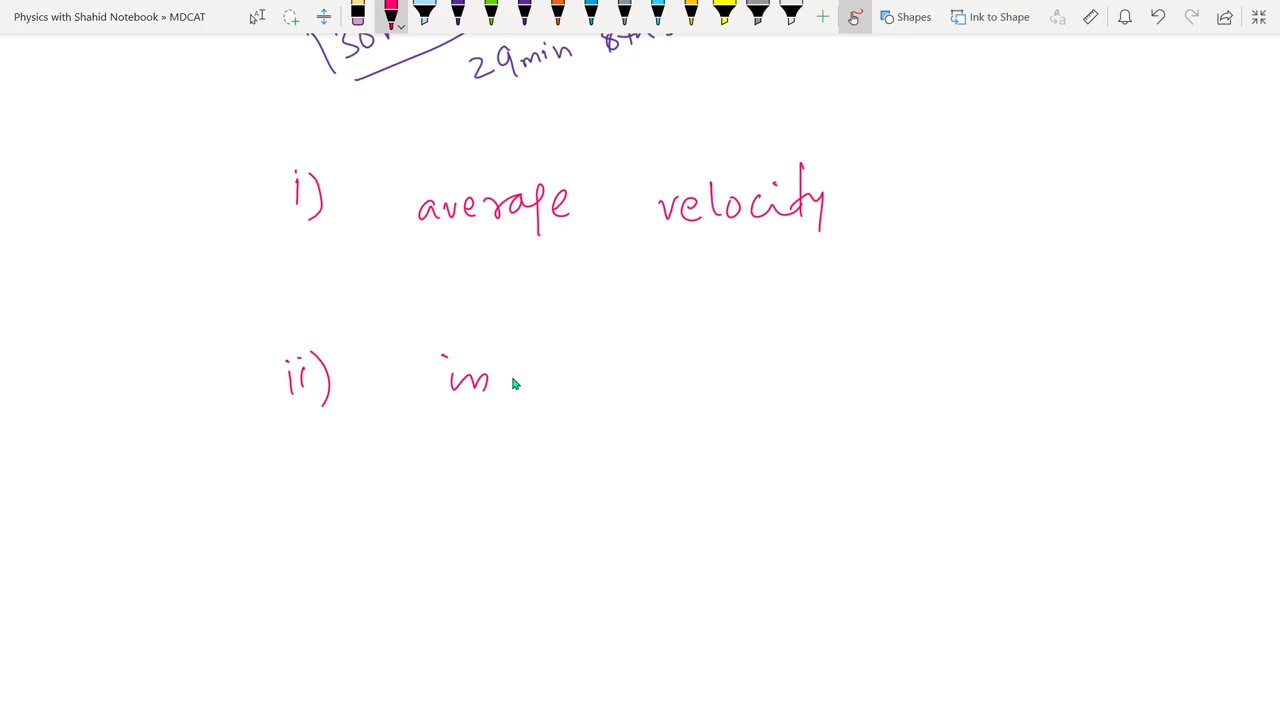 Physics with Shahid Notebook » MDCAT
Shapes
Ink to Shape
29min
i) average velocity
ii) in